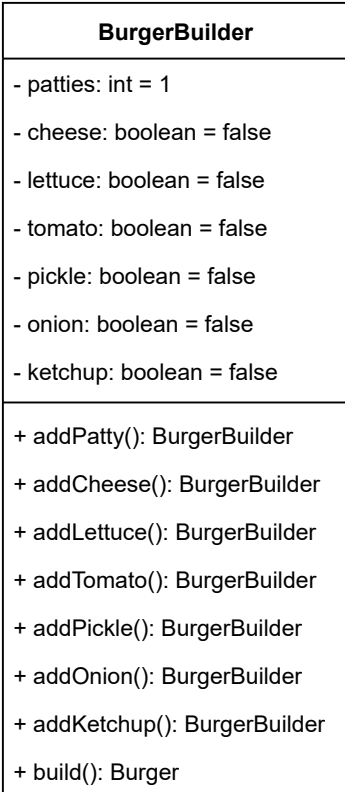 BurgerBuilder
- patties: int = 1
- cheese: boolean = false
- lettuce: boolean = false
- tomato: boolean = false
- pickle: boolean = false
- onion: boolean = false
- ketchup: boolean = false
+ addPatty(): BurgerBuilder
+ addCheese(): BurgerBuilder
+ addLettuce(): BurgerBuilder
+ addTomato(): BurgerBuilder
+ addPickle(): BurgerBuilder
+ addOnion(): BurgerBuilder
+ addKetchup(): BurgerBuilder
+ build(): Burger